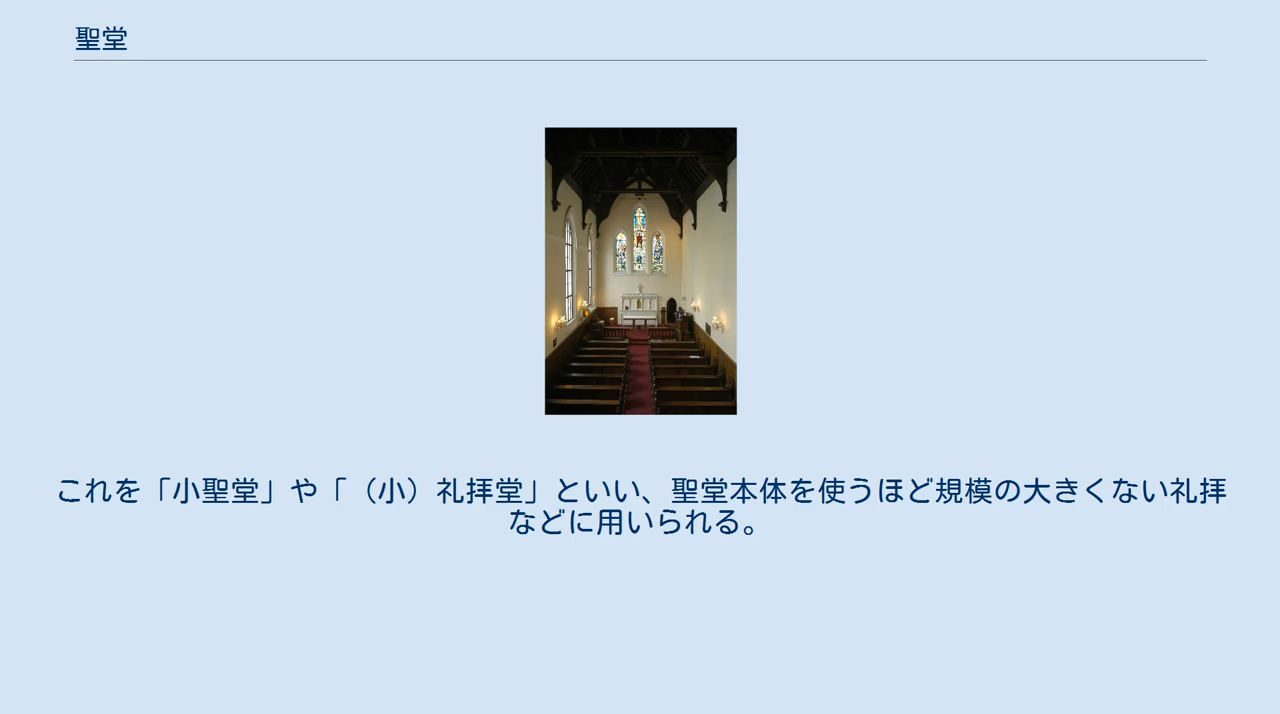 聖堂
これを「小聖堂」や「（小）礼拝堂」といい、聖堂本体を使うほど規模の大きくない礼拝
などに用いられる。